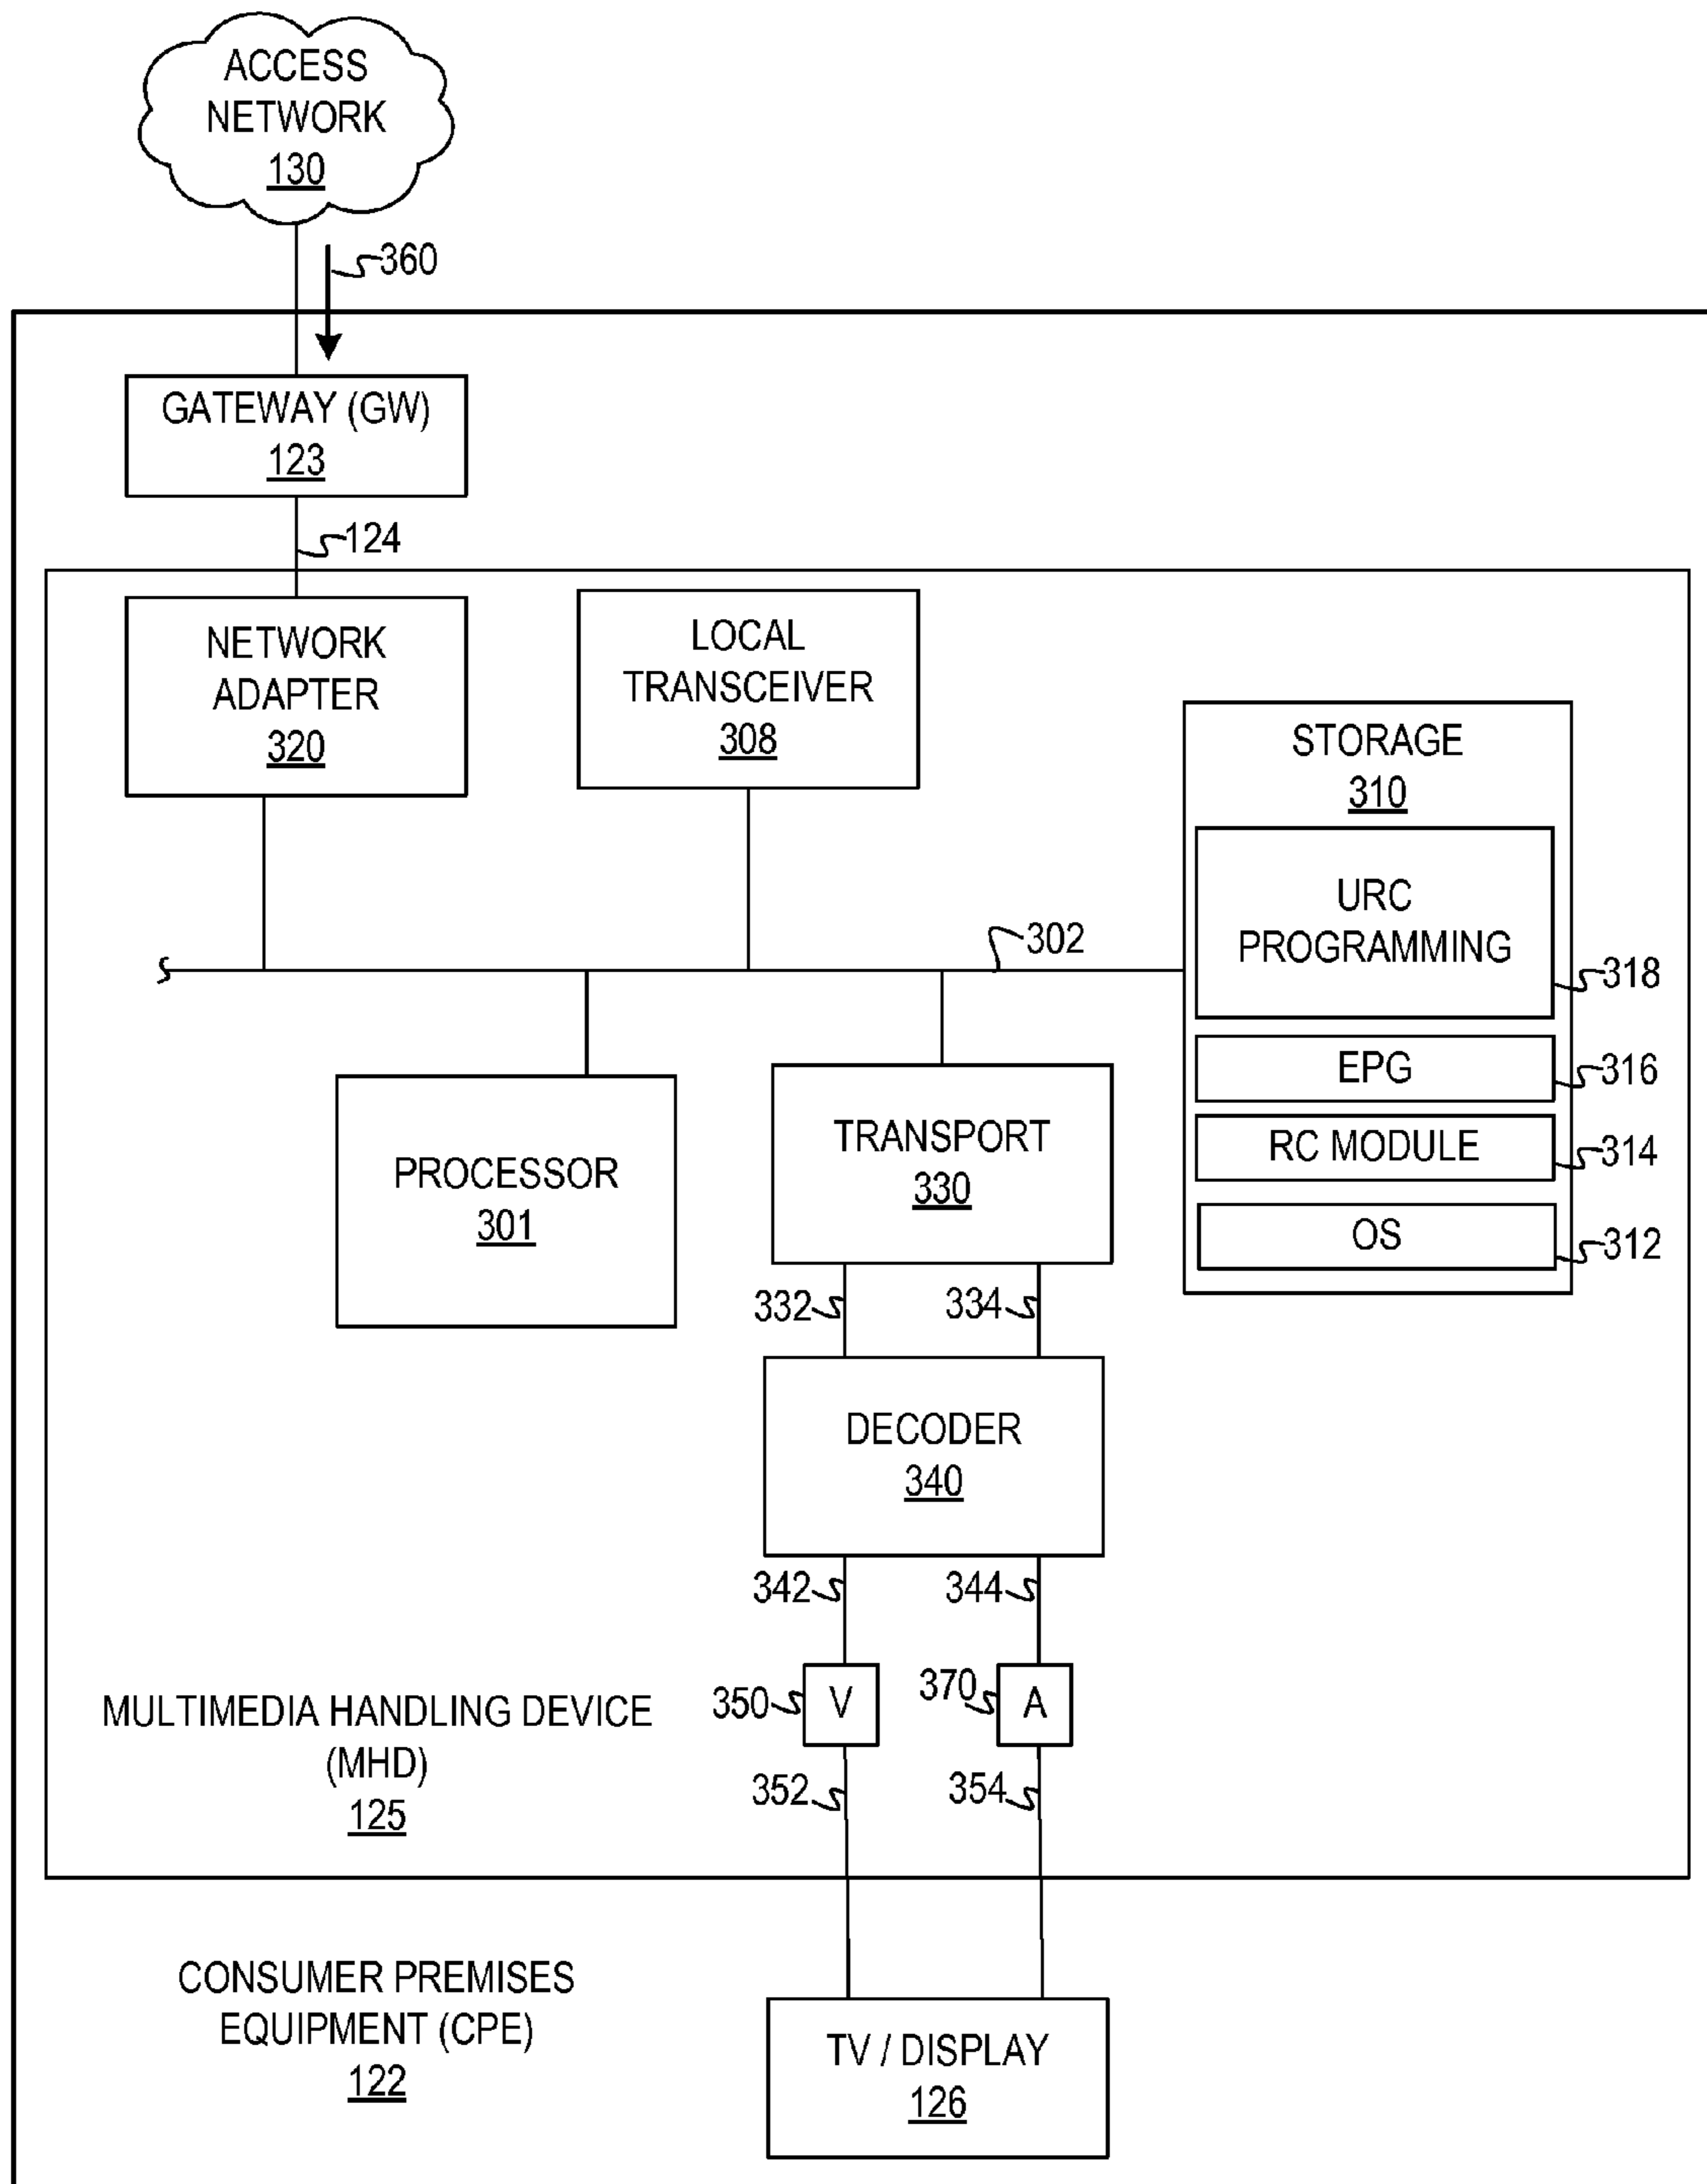 ACCESS
NETWORK
130
360
GATEWAY (GW)
123
124
NETWORK
ADAPTER
320
LOCAL
TRANSCEIVER
308
STORAGE
310
URC
PROGRAMMING
318
302
EPG
316
RC MODULE
314
OS
312
PROCESSOR
301
TRANSPORT
330
332
334
DECODER
340
342
344
350
V
370
A
352
354
MULTIMEDIA HANDLING DEVICE
(MHD)
125
CONSUMER PREMISES
EQUIPMENT (CPE)
122
TV / DISPLAY
126